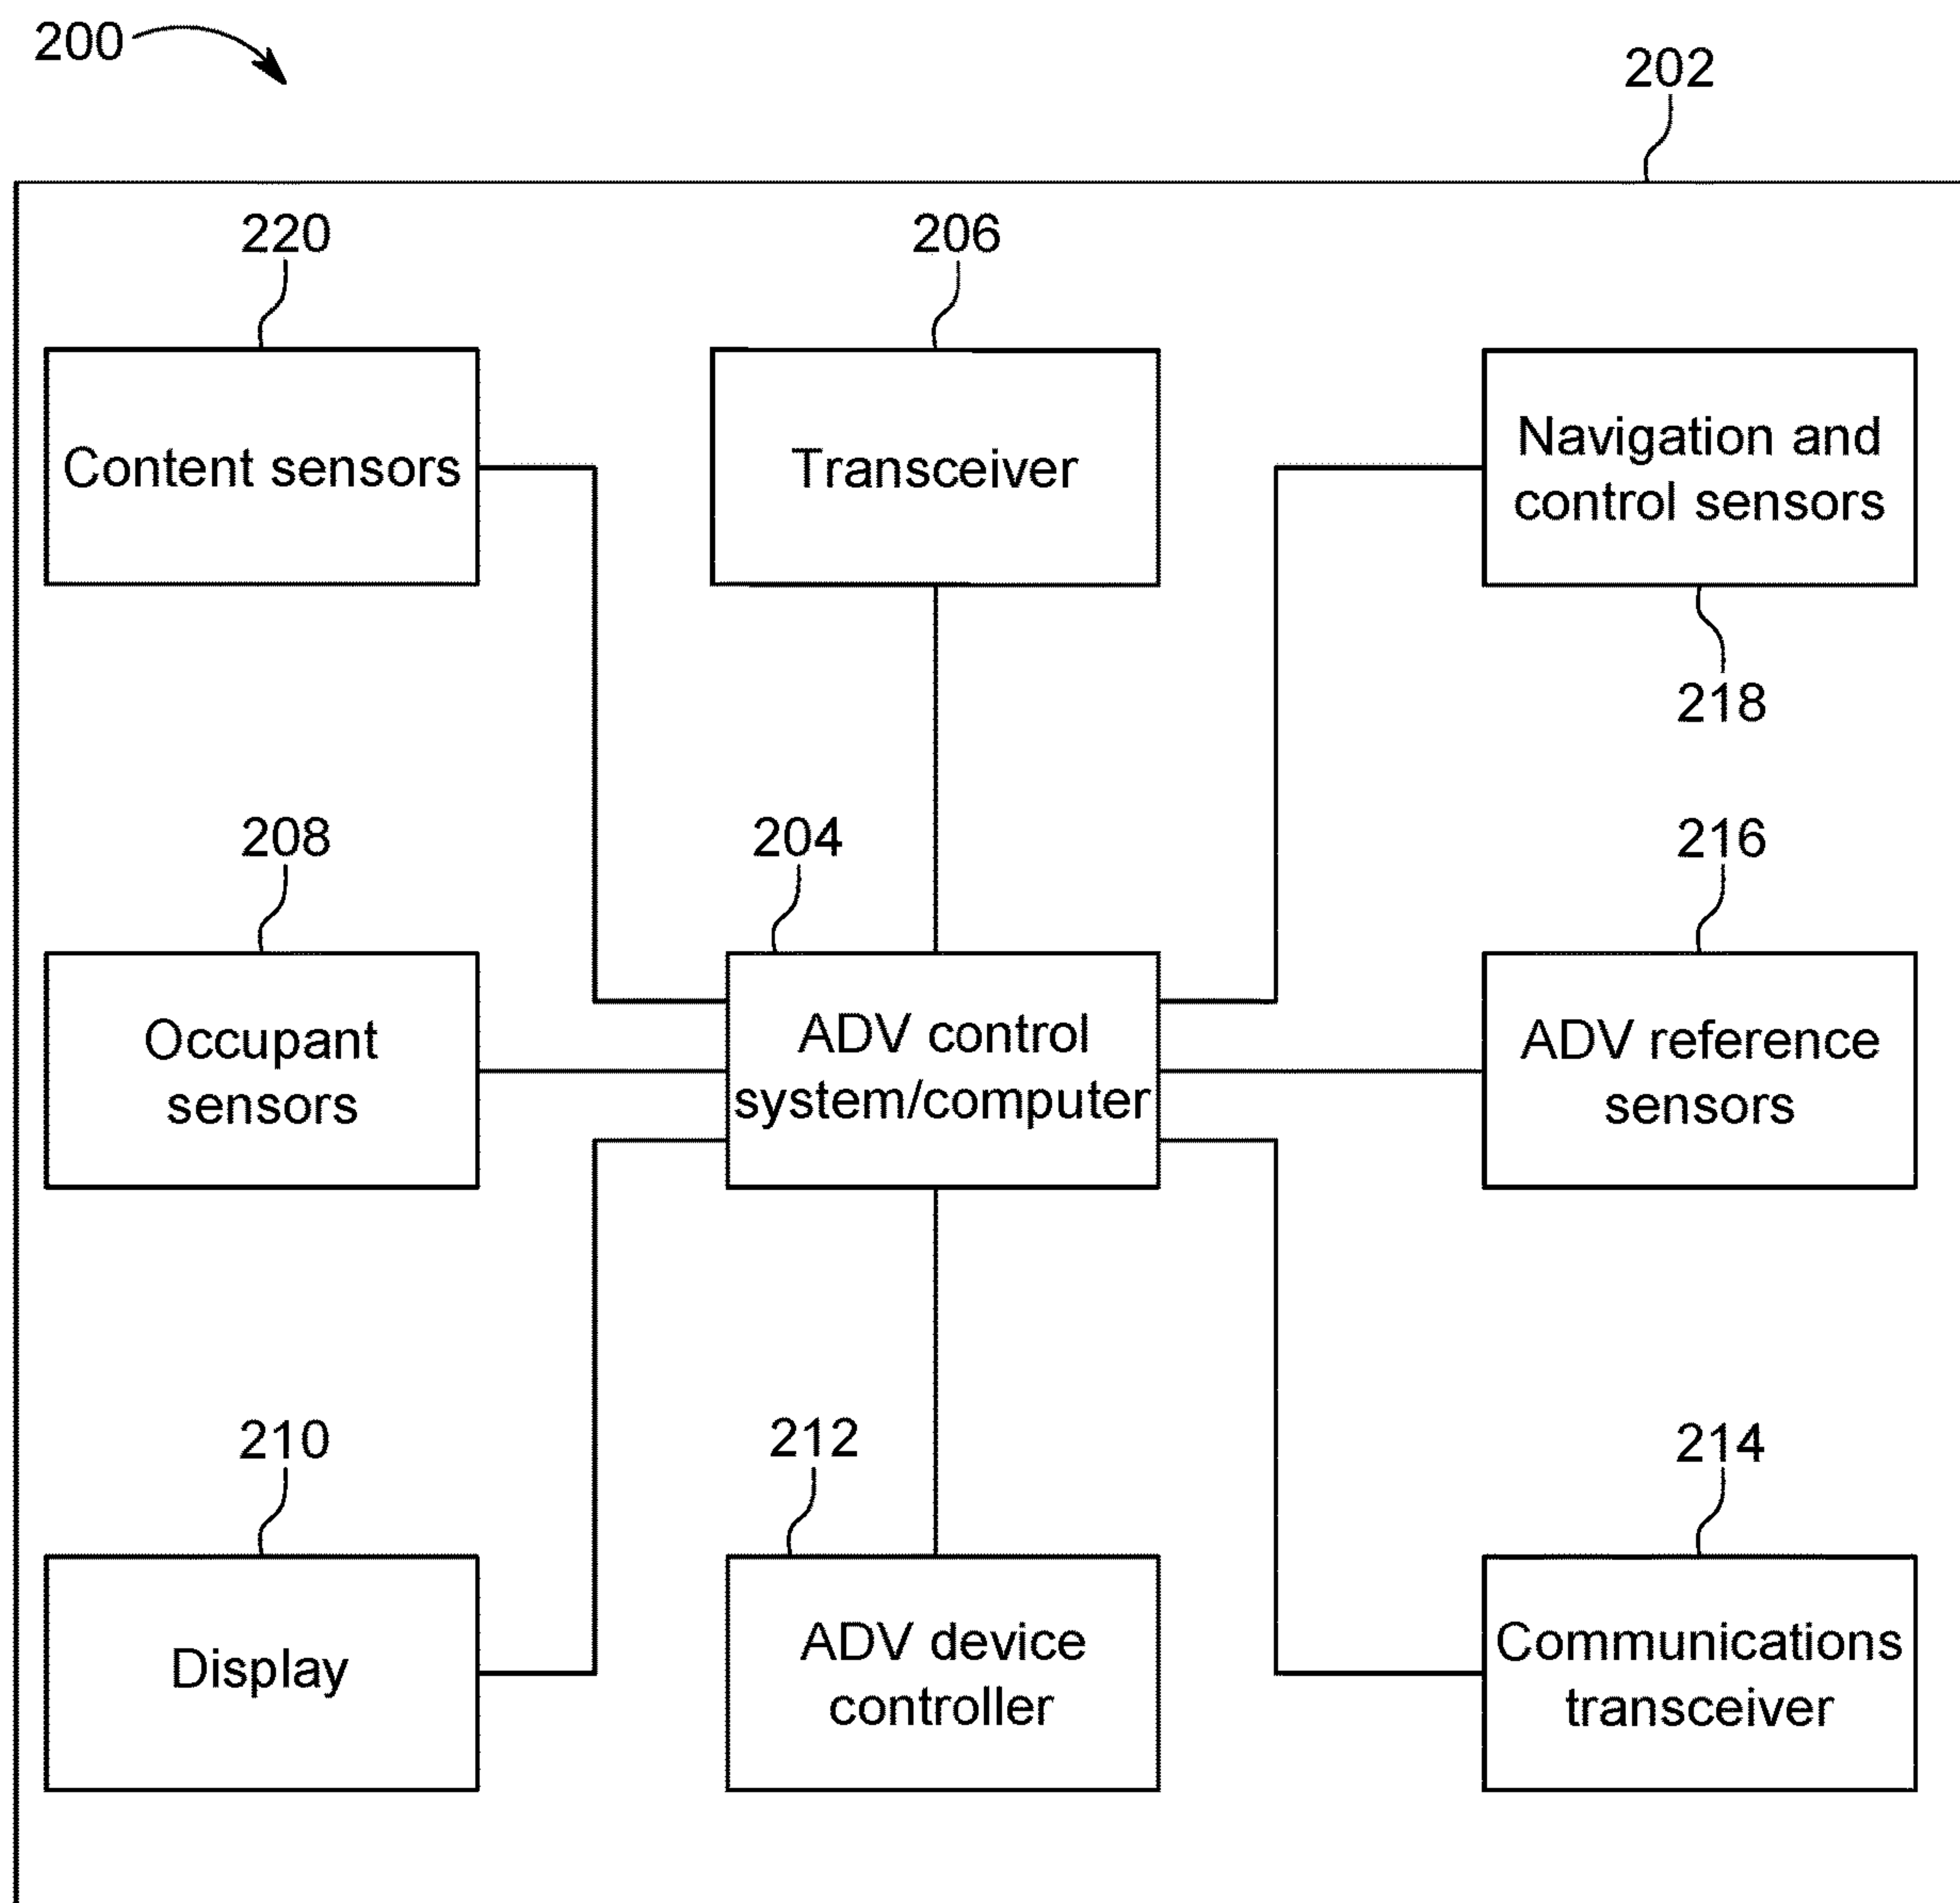 200
202
220
206
Content sensors
Transceiver
Navigation and
control sensors
218
208
204
216
Occupant
sensors
ADV control
system/computer
ADV reference
sensors
210
212
214
Display
ADV device
controller
Communications
transceiver